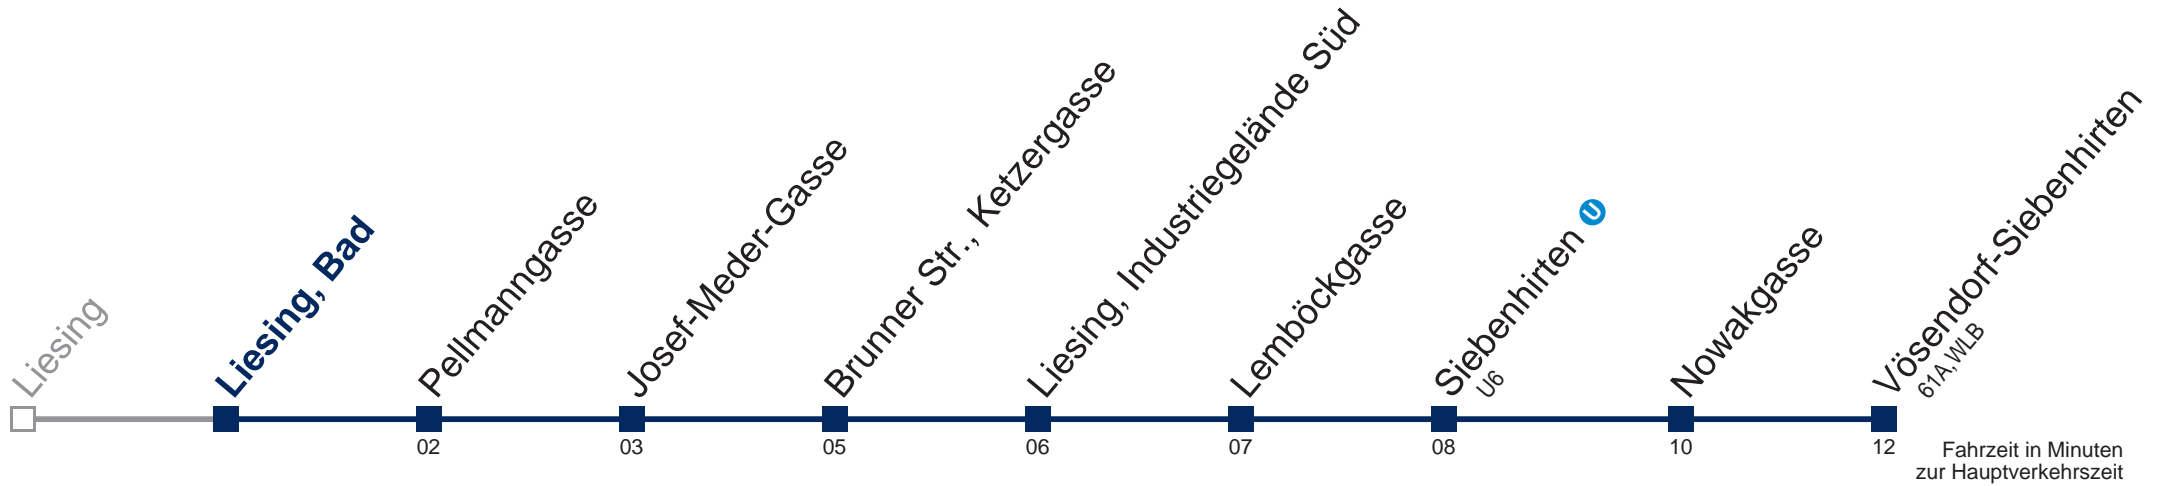 Liesing
Liesing, Bad
Pellmanngasse
Josef-Meder-Gasse
Brunner Str., Ketzergasse
Liesing, Industriegelände Süd
Lemböckgasse
Siebenhirten U
U6
Nowakgasse
Vösendorf-Siebenhirten
61A, WLB
02
03
05
06
07
08
10
12
Fahrzeit in Minuten
zur Hauptverkehrszeit